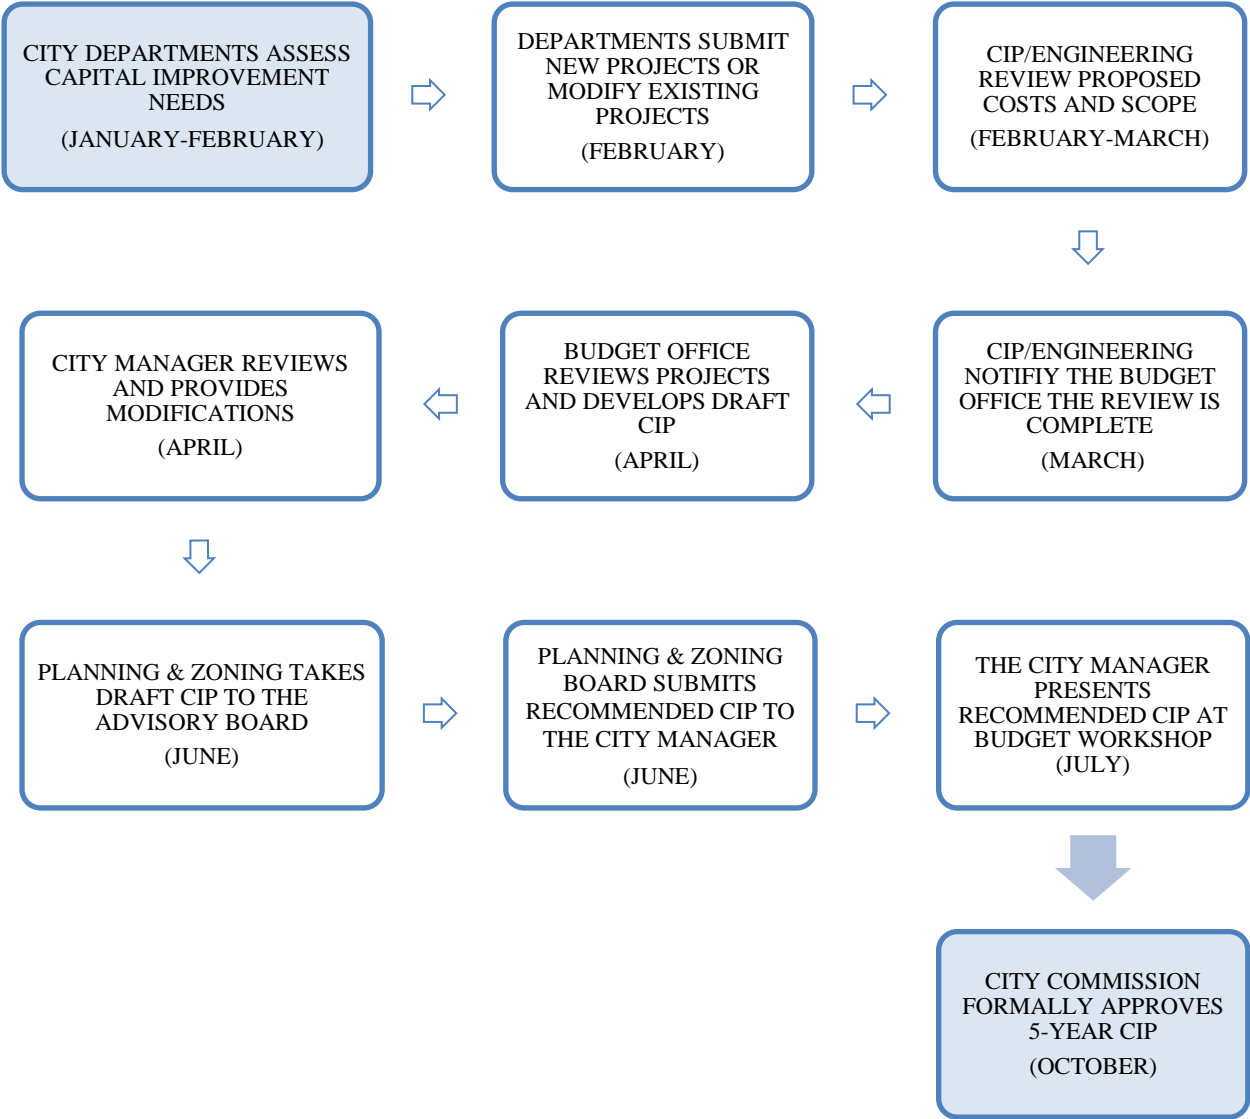 CITY DEPARTMENTS ASSESS
CAPITAL IMPROVEMENT
NEEDS
(JANUARY-FEBRUARY)
DEPARTMENTS SUBMIT
NEW PROJECTS OR
MODIFY EXISTING
PROJECTS
(FEBRUARY)
CIP/ENGINEERING
REVIEW PROPOSED
COSTS AND SCOPE
(FEBRUARY-MARCH)
CIP/ENGINEERING
NOTIFIY THE BUDGET
OFFICE THE REVIEW IS
COMPLETE
(MARCH)
BUDGET OFFICE
REVIEWS PROJECTS
AND DEVELOPS DRAFT
CIP
(APRIL)
CITY MANAGER REVIEWS
AND PROVIDES
MODIFICATIONS
(APRIL)
PLANNING & ZONING TAKES
DRAFT CIP TO THE
ADVISORY BOARD
(JUNE)
PLANNING & ZONING
BOARD SUBMITS
RECOMMENDED CIP TO
THE CITY MANAGER
(JUNE)
THE CITY MANAGER
PRESENTS
RECOMMENDED CIP AT
BUDGET WORKSHOP
(JULY)
CITY COMMISSION
FORMALLY APPROVES
5-YEAR CIP
(OCTOBER)